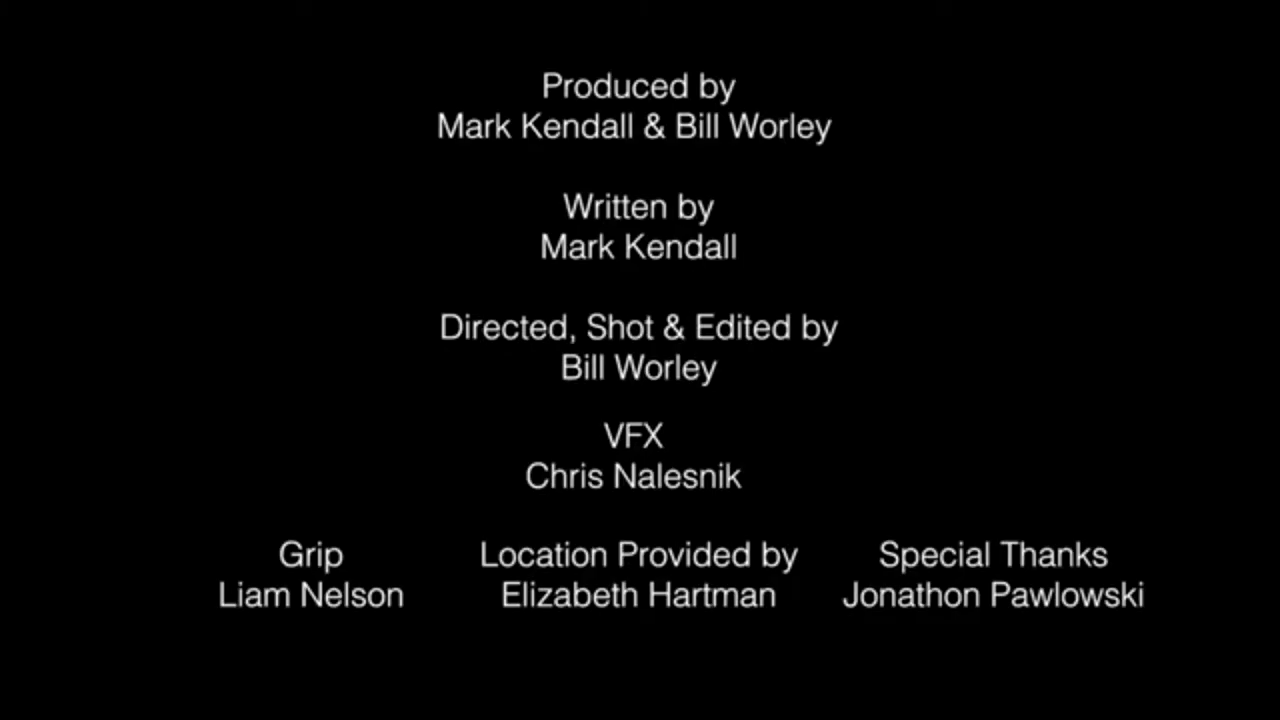 Produced by
Mark Kendall & Bill Worley
Written by
Mark Kendall
Directed, Shot & Edited by
Bill Worley
VFX
Chris Nalesnik
Grip
Liam Nelson
Location Provided by
Elizabeth Hartman
Special Thanks
Jonathon Pawlowski